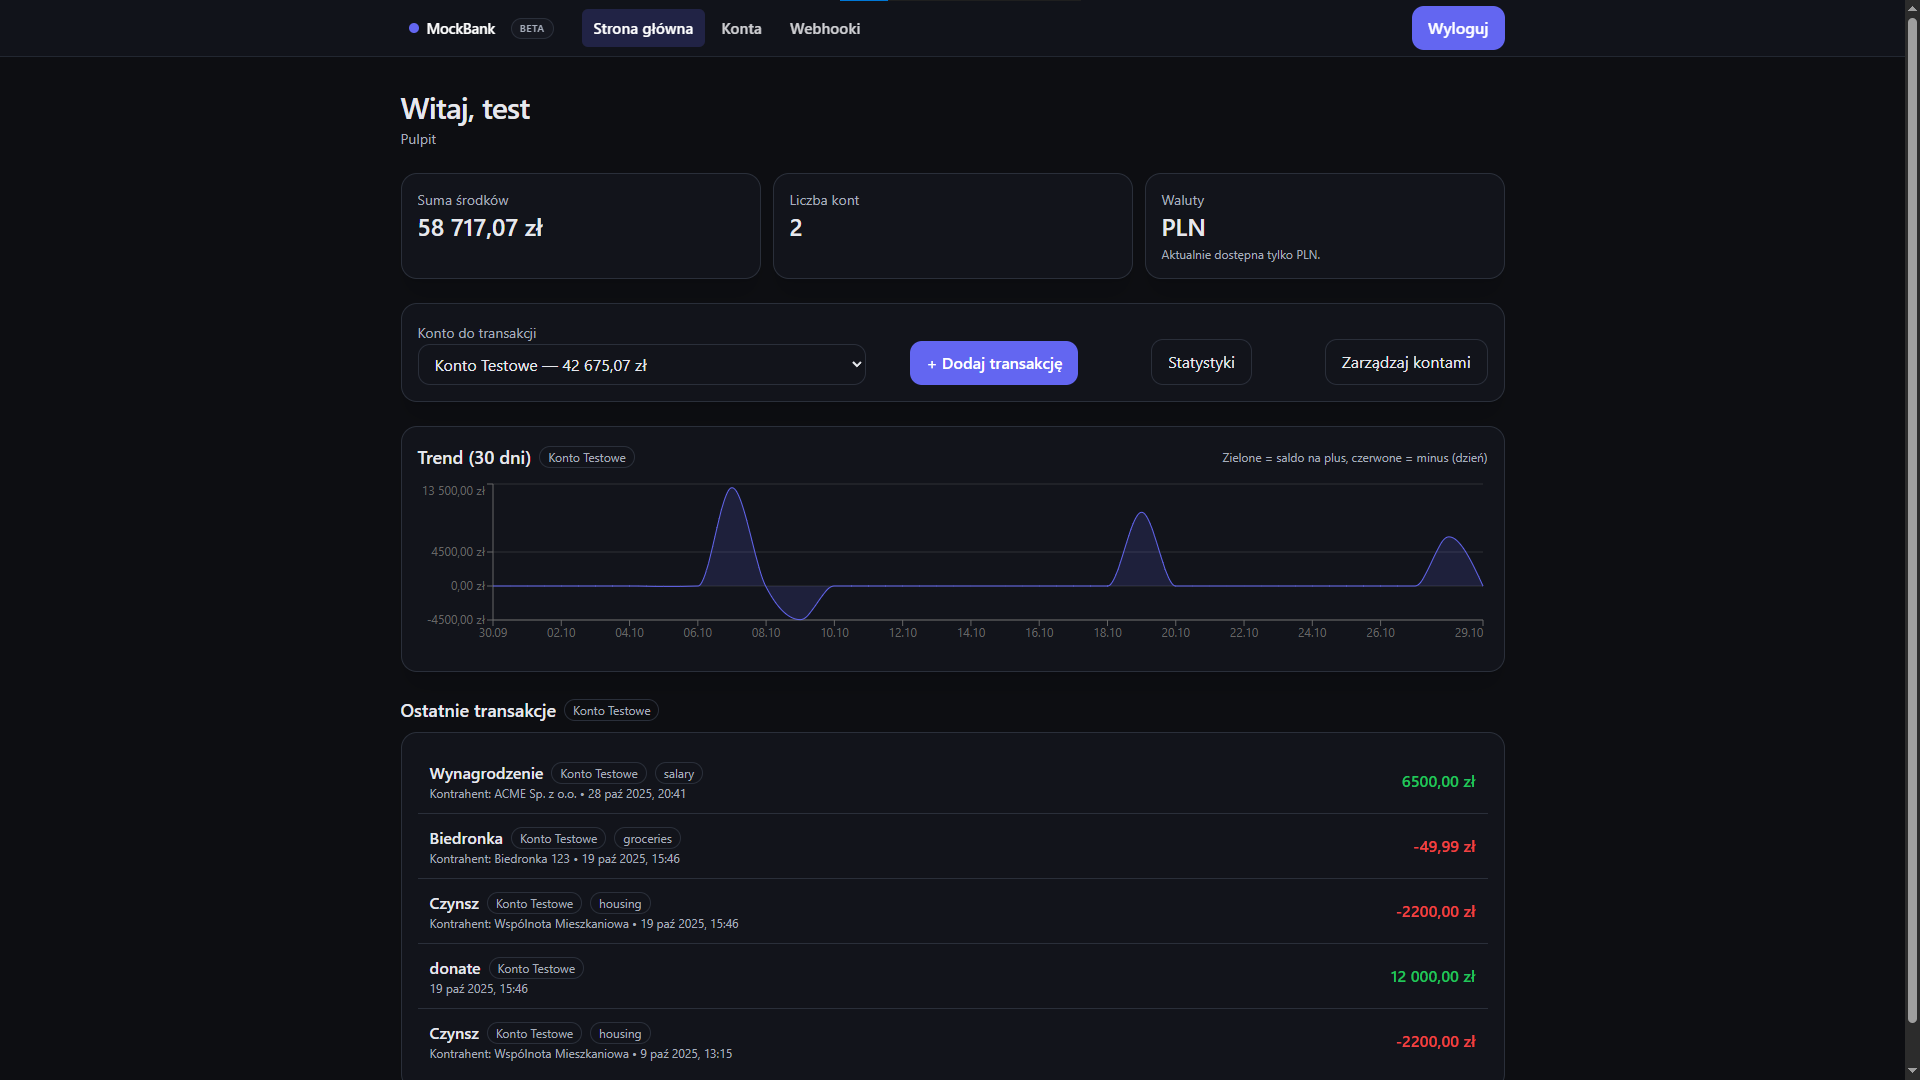 MockBank BETA Strona główna Konta Webhooki Wyloguj
Witaj, test
Pulpit
Suma środków
58 717,07 zł
Liczba kont
2
Waluty
PLN
Aktualnie dostępna tylko PLN.
Konto do transakcji
Konto Testowe — 42 675,07 zł
+ Dodaj transakcję
Statystyki
Zarządzaj kontami
Trend (30 dni) Konto Testowe
Zielone = saldo na plus, czerwone = minus (dzień)
13 500,00 zł
4500,00 zł
0,00 zł
-4500,00 zł
30.09 02.10 04.10 06.10 08.10 10.10 12.10 14.10 16.10 18.10 20.10 22.10 24.10 26.10 29.10
Ostatnie transakcje Konto Testowe
Wynagrodzenie Konto Testowe salary
Kontrahent: ACME Sp. z o.o. • 28 paź 2025, 20:41
6500,00 zł
Biedronka Konto Testowe groceries
Kontrahent: Biedronka 123 • 19 paź 2025, 15:46
-49,99 zł
Czynsz Konto Testowe housing
Kontrahent: Wspólnota Mieszkaniowa • 19 paź 2025, 15:46
-2200,00 zł
donate Konto Testowe
19 paź 2025, 15:46
12 000,00 zł
Czynsz Konto Testowe housing
Kontrahent: Wspólnota Mieszkaniowa • 9 paź 2025, 13:15
-2200,00 zł